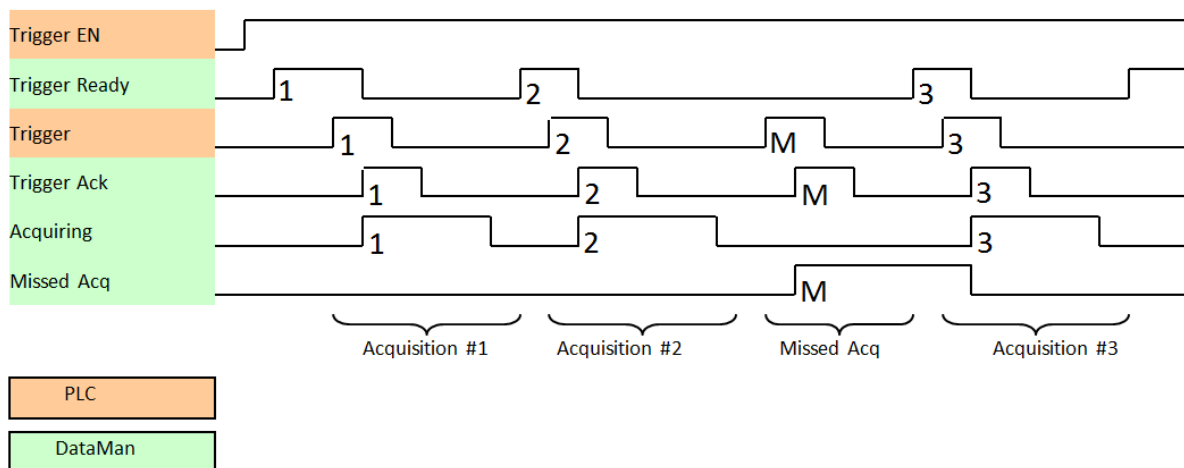 Trigger EN
Trigger Ready
1 2 3
Trigger
1 2 M 3
Trigger Ack
1 2 M 3
Acquiring
1 2 3
Missed Acq
M
Acquisition #1 Acquisition #2 Missed Acq Acquisition #3
PLC
DataMan